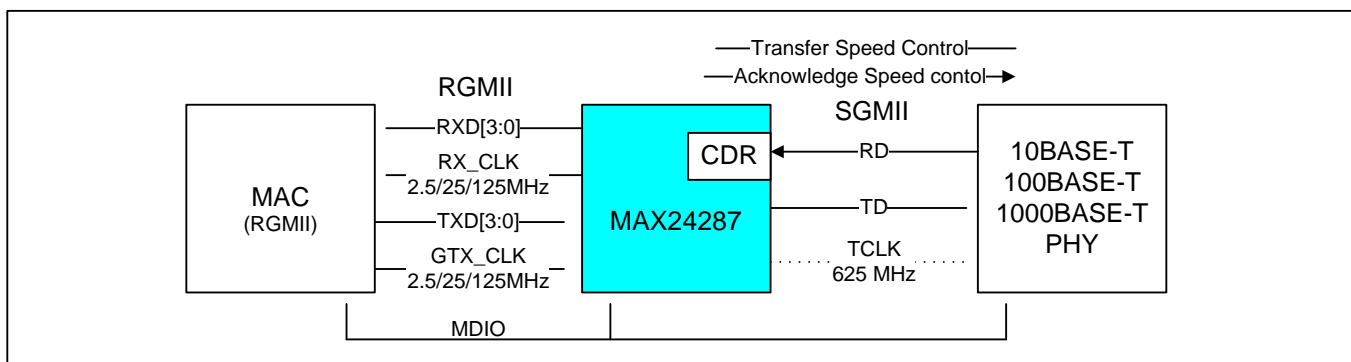 Transfer Speed Control
Acknowledge Speed contol
RGMII
SGMII
RXD[3:0]
RX_CLK
2.5/25/125MHz
TXD[3:0]
GTX_CLK
2.5/25/125MHz
MAC
(RGMII)
CDR
MAX24287
RD
TD
TCLK
625 MHz
10BASE-T
100BASE-T
1000BASE-T
PHY
MDIO